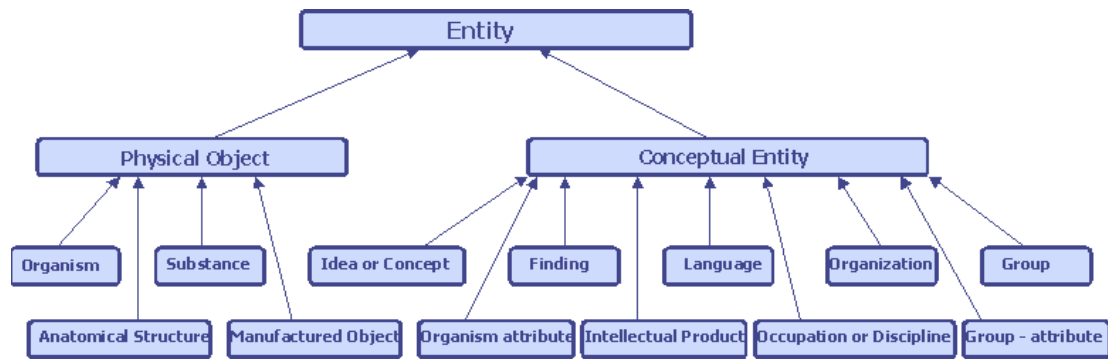 Entity
Physical Object
Conceptual Entity
Organism
Substance
Idea or Concept
Finding
Language
Organization
Group
Anatomical Structure
Manufactured Object
Organism attribute
Intellectual Product
Occupation or Discipline
Group - attribute